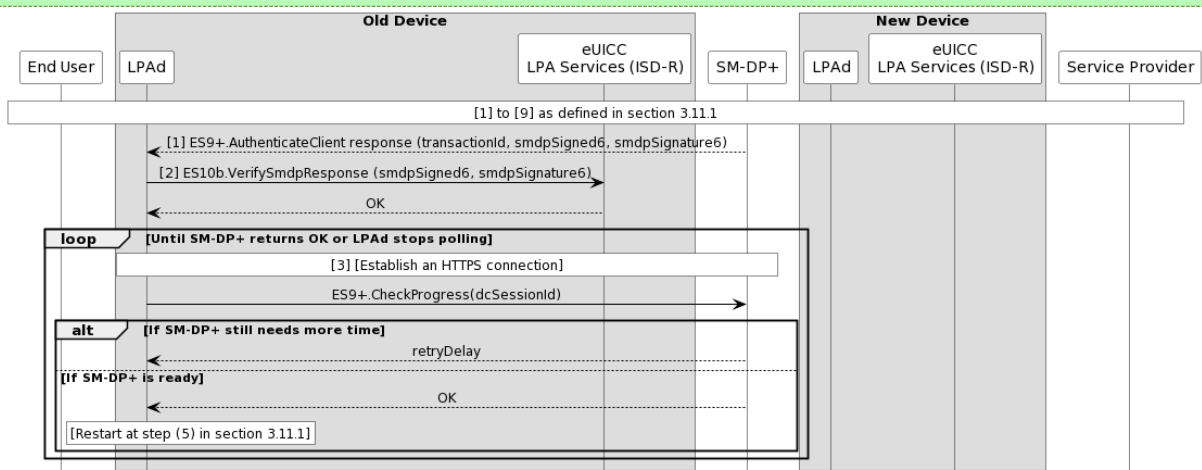 Old Device
New Device
End User
LPAd
eUICC
LPA Services (ISD-R)
SM-DP+
LPAd
eUICC
LPA Services (ISD-R)
Service Provider
[1] to [9] as defined in section 3.11.1
[1] ES9+.AuthenticateClient response (transactionId, smdpSigned6, smdpSignature6)
[2] ES10b.VerifySmdpResponse (smdpSigned6, smdpSignature6)
OK
loop [Until SM-DP+ returns OK or LPAd stops polling]
[3] [Establish an HTTPS connection]
ES9+.CheckProgress(dcSessionId)
alt [If SM-DP+ still needs more time]
retryDelay
[If SM-DP+ is ready]
OK
[Restart at step (5) in section 3.11.1]